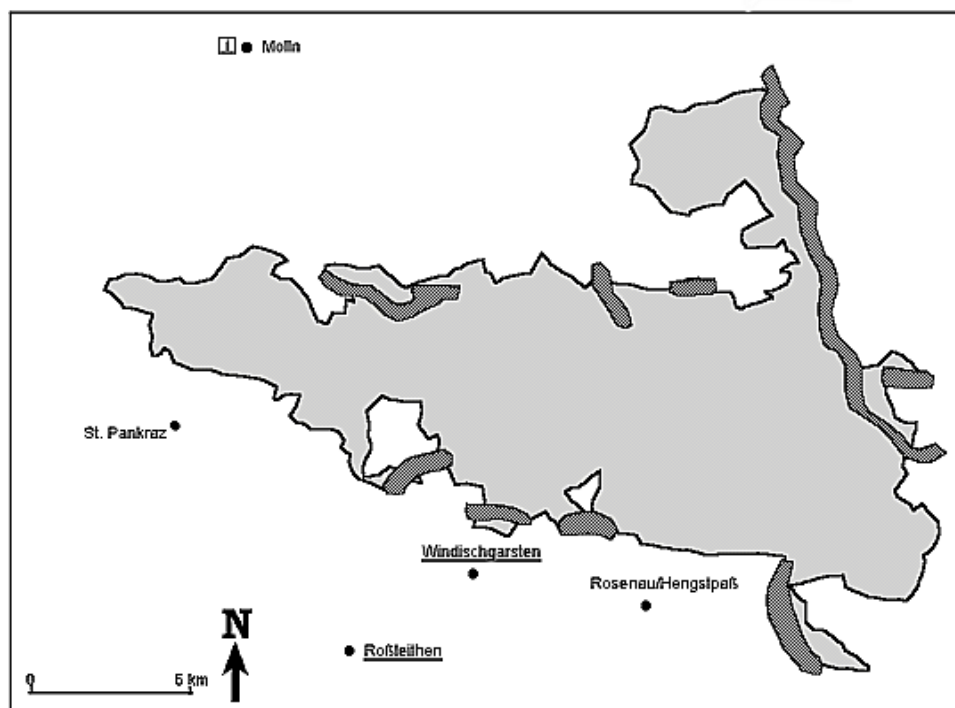 i Molln
St. Pankraz
Windischgarsten
Rosenau/Hengstpaß
N
Roßleithen
0 5 km